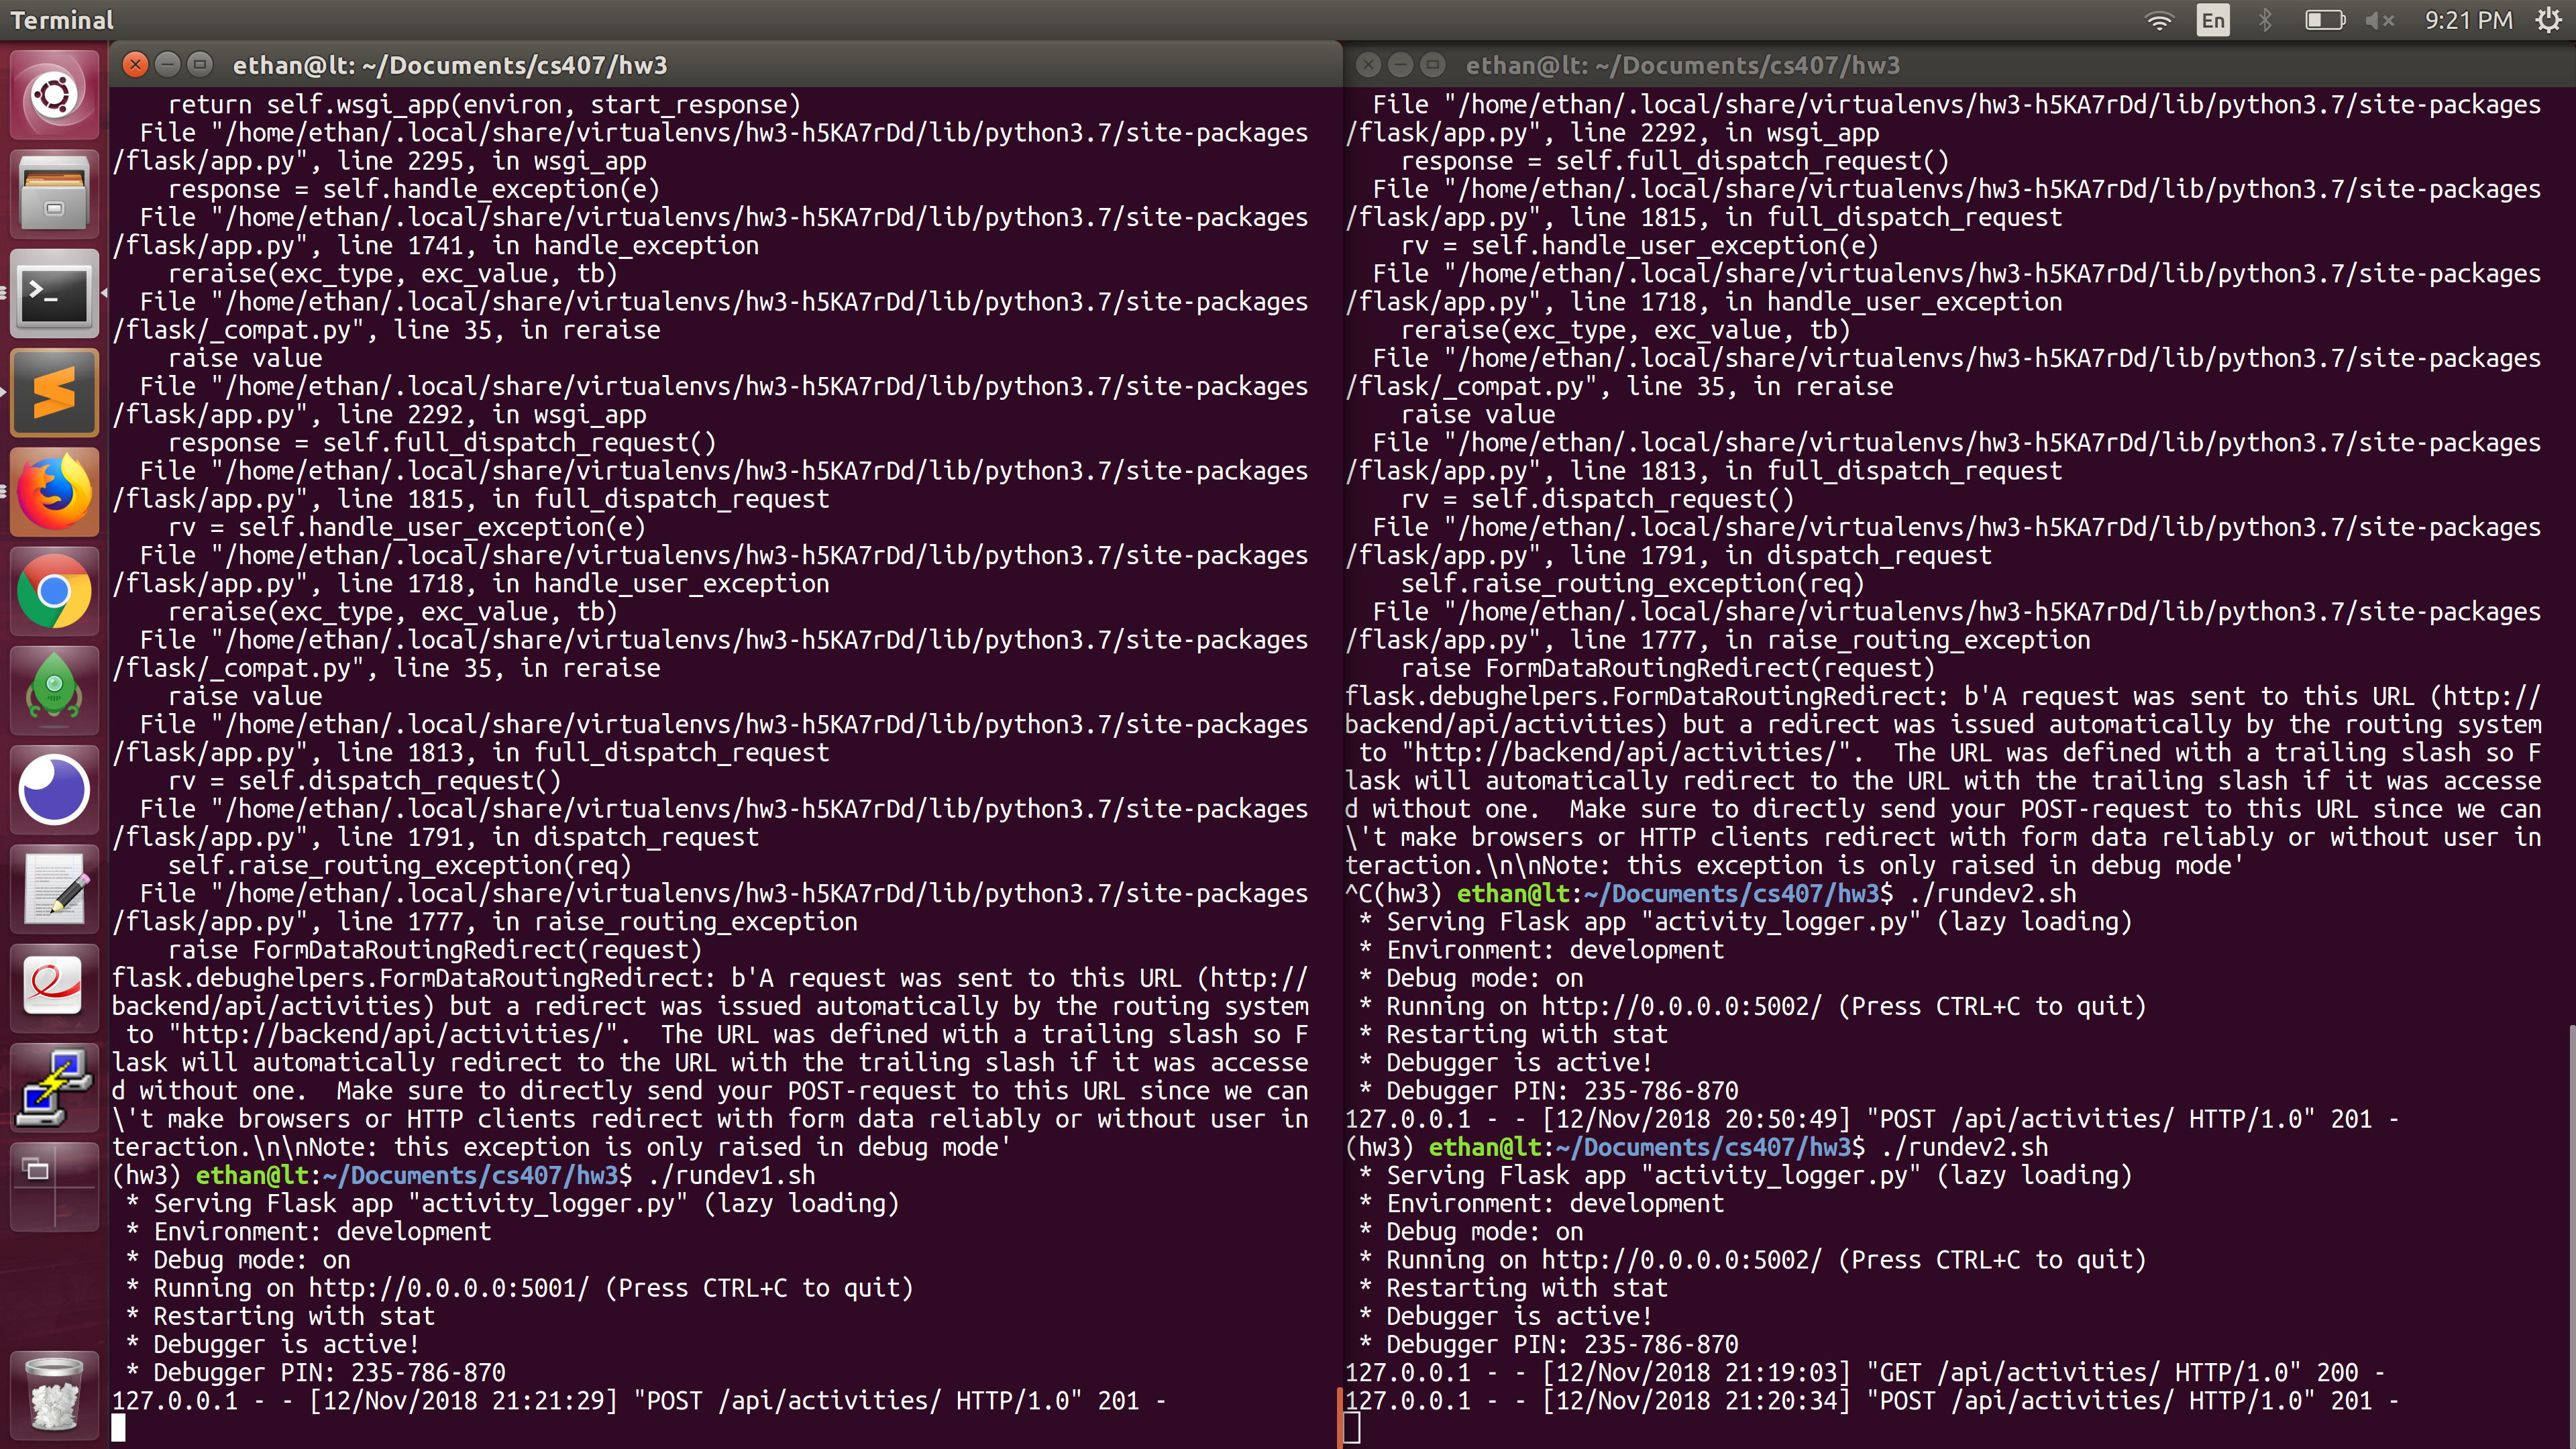 Terminal
En
9:21 PM
ethan@lt: ~/Documents/cs407/hw3
    return self.wsgi_app(environ, start_response)
  File "/home/ethan/.local/share/virtualenvs/hw3-h5KA7rDd/lib/python3.7/site-packages
/flask/app.py", line 2295, in wsgi_app
    response = self.handle_exception(e)
  File "/home/ethan/.local/share/virtualenvs/hw3-h5KA7rDd/lib/python3.7/site-packages
/flask/app.py", line 1741, in handle_exception
    reraise(exc_type, exc_value, tb)
  File "/home/ethan/.local/share/virtualenvs/hw3-h5KA7rDd/lib/python3.7/site-packages
/flask/_compat.py", line 35, in reraise
    raise value
  File "/home/ethan/.local/share/virtualenvs/hw3-h5KA7rDd/lib/python3.7/site-packages
/flask/app.py", line 2292, in wsgi_app
    response = self.full_dispatch_request()
  File "/home/ethan/.local/share/virtualenvs/hw3-h5KA7rDd/lib/python3.7/site-packages
/flask/app.py", line 1815, in full_dispatch_request
    rv = self.handle_user_exception(e)
  File "/home/ethan/.local/share/virtualenvs/hw3-h5KA7rDd/lib/python3.7/site-packages
/flask/app.py", line 1718, in handle_user_exception
    reraise(exc_type, exc_value, tb)
  File "/home/ethan/.local/share/virtualenvs/hw3-h5KA7rDd/lib/python3.7/site-packages
/flask/_compat.py", line 35, in reraise
    raise value
  File "/home/ethan/.local/share/virtualenvs/hw3-h5KA7rDd/lib/python3.7/site-packages
/flask/app.py", line 1813, in full_dispatch_request
    rv = self.dispatch_request()
  File "/home/ethan/.local/share/virtualenvs/hw3-h5KA7rDd/lib/python3.7/site-packages
/flask/app.py", line 1791, in dispatch_request
    self.raise_routing_exception(req)
  File "/home/ethan/.local/share/virtualenvs/hw3-h5KA7rDd/lib/python3.7/site-packages
/flask/app.py", line 1777, in raise_routing_exception
    raise FormDataRoutingRedirect(request)
flask.debughelpers.FormDataRoutingRedirect: b'A request was sent to this URL (http://
backend/api/activities) but a redirect was issued automatically by the routing system
 to "http://backend/api/activities/".  The URL was defined with a trailing slash so F
lask will automatically redirect to the URL with the trailing slash if it was accesse
d without one.  Make sure to directly send your POST-request to this URL since we can
\'t make browsers or HTTP clients redirect with form data reliably or without user in
teraction.\n\nNote: this exception is only raised in debug mode'
(hw3) ethan@lt:~/Documents/cs407/hw3$ ./rundev1.sh
 * Serving Flask app "activity_logger.py" (lazy loading)
 * Environment: development
 * Debug mode: on
 * Running on http://0.0.0.0:5001/ (Press CTRL+C to quit)
 * Restarting with stat
 * Debugger is active!
 * Debugger PIN: 235-786-870
127.0.0.1 - - [12/Nov/2018 21:21:29] "POST /api/activities/ HTTP/1.0" 201 -
ethan@lt: ~/Documents/cs407/hw3
  File "/home/ethan/.local/share/virtualenvs/hw3-h5KA7rDd/lib/python3.7/site-packages
/flask/app.py", line 2292, in wsgi_app
    response = self.full_dispatch_request()
  File "/home/ethan/.local/share/virtualenvs/hw3-h5KA7rDd/lib/python3.7/site-packages
/flask/app.py", line 1815, in full_dispatch_request
    rv = self.handle_user_exception(e)
  File "/home/ethan/.local/share/virtualenvs/hw3-h5KA7rDd/lib/python3.7/site-packages
/flask/app.py", line 1718, in handle_user_exception
    reraise(exc_type, exc_value, tb)
  File "/home/ethan/.local/share/virtualenvs/hw3-h5KA7rDd/lib/python3.7/site-packages
/flask/_compat.py", line 35, in reraise
    raise value
  File "/home/ethan/.local/share/virtualenvs/hw3-h5KA7rDd/lib/python3.7/site-packages
/flask/app.py", line 1813, in full_dispatch_request
    rv = self.dispatch_request()
  File "/home/ethan/.local/share/virtualenvs/hw3-h5KA7rDd/lib/python3.7/site-packages
/flask/app.py", line 1791, in dispatch_request
    self.raise_routing_exception(req)
  File "/home/ethan/.local/share/virtualenvs/hw3-h5KA7rDd/lib/python3.7/site-packages
/flask/app.py", line 1777, in raise_routing_exception
    raise FormDataRoutingRedirect(request)
flask.debughelpers.FormDataRoutingRedirect: b'A request was sent to this URL (http://
backend/api/activities) but a redirect was issued automatically by the routing system
 to "http://backend/api/activities/".  The URL was defined with a trailing slash so F
lask will automatically redirect to the URL with the trailing slash if it was accesse
d without one.  Make sure to directly send your POST-request to this URL since we can
\'t make browsers or HTTP clients redirect with form data reliably or without user in
teraction.\n\nNote: this exception is only raised in debug mode'
^C(hw3) ethan@lt:~/Documents/cs407/hw3$ ./rundev2.sh
 * Serving Flask app "activity_logger.py" (lazy loading)
 * Environment: development
 * Debug mode: on
 * Running on http://0.0.0.0:5002/ (Press CTRL+C to quit)
 * Restarting with stat
 * Debugger is active!
 * Debugger PIN: 235-786-870
127.0.0.1 - - [12/Nov/2018 20:50:49] "POST /api/activities/ HTTP/1.0" 201 -
(hw3) ethan@lt:~/Documents/cs407/hw3$ ./rundev2.sh
 * Serving Flask app "activity_logger.py" (lazy loading)
 * Environment: development
 * Debug mode: on
 * Running on http://0.0.0.0:5002/ (Press CTRL+C to quit)
 * Restarting with stat
 * Debugger is active!
 * Debugger PIN: 235-786-870
127.0.0.1 - - [12/Nov/2018 21:19:03] "GET /api/activities/ HTTP/1.0" 200 -
127.0.0.1 - - [12/Nov/2018 21:20:34] "POST /api/activities/ HTTP/1.0" 201 -